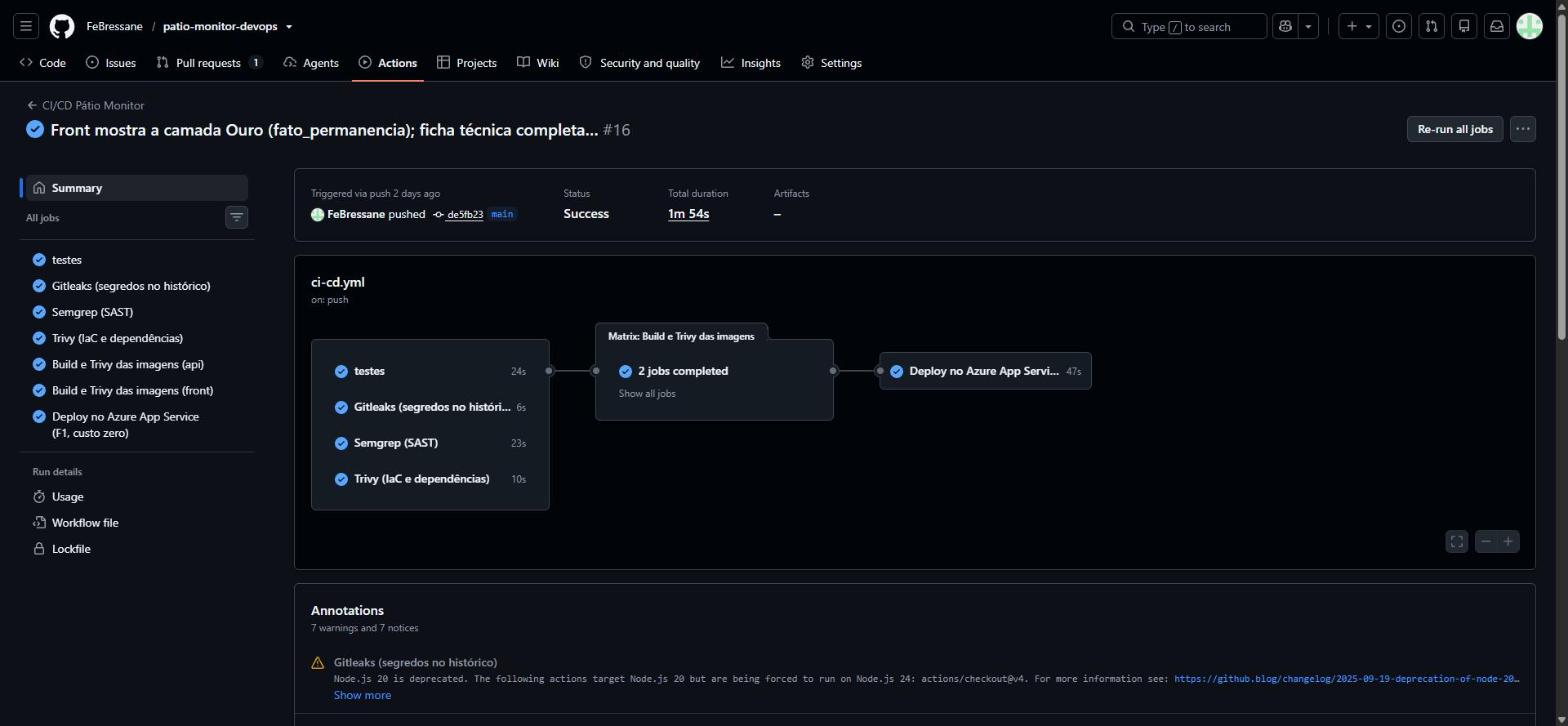 FeBressane / patio-monitor-devops
Type / to search
Code
Issues
Pull requests 1
Agents
Actions
Projects
Wiki
Security and quality
Insights
Settings
CI/CD Pátio Monitor
Front mostra a camada Ouro (fato_permanencia); ficha técnica completa... #16
Re-run all jobs
Summary
All jobs
testes
Gitleaks (segredos no histórico)
Semgrep (SAST)
Trivy (IaC e dependências)
Build e Trivy das imagens (api)
Build e Trivy das imagens (front)
Deploy no Azure App Service
(F1, custo zero)
Run details
Usage
Workflow file
Lockfile
Triggered via push 2 days ago
FeBressane pushed de5fb23 main
Status
Success
Total duration
1m 54s
Artifacts
–
ci-cd.yml
on: push
testes 24s
Gitleaks (segredos no históri... 6s
Semgrep (SAST) 23s
Trivy (IaC e dependências) 10s
Matrix: Build e Trivy das imagens
2 jobs completed
Show all jobs
Deploy no Azure App Servi... 47s
Annotations
7 warnings and 7 notices
Gitleaks (segredos no histórico)
Node.js 20 is deprecated. The following actions target Node.js 20 but are being forced to run on Node.js 24: actions/checkout@v4. For more information see: https://github.blog/changelog/2025-09-19-deprecation-of-node-20…
Show more